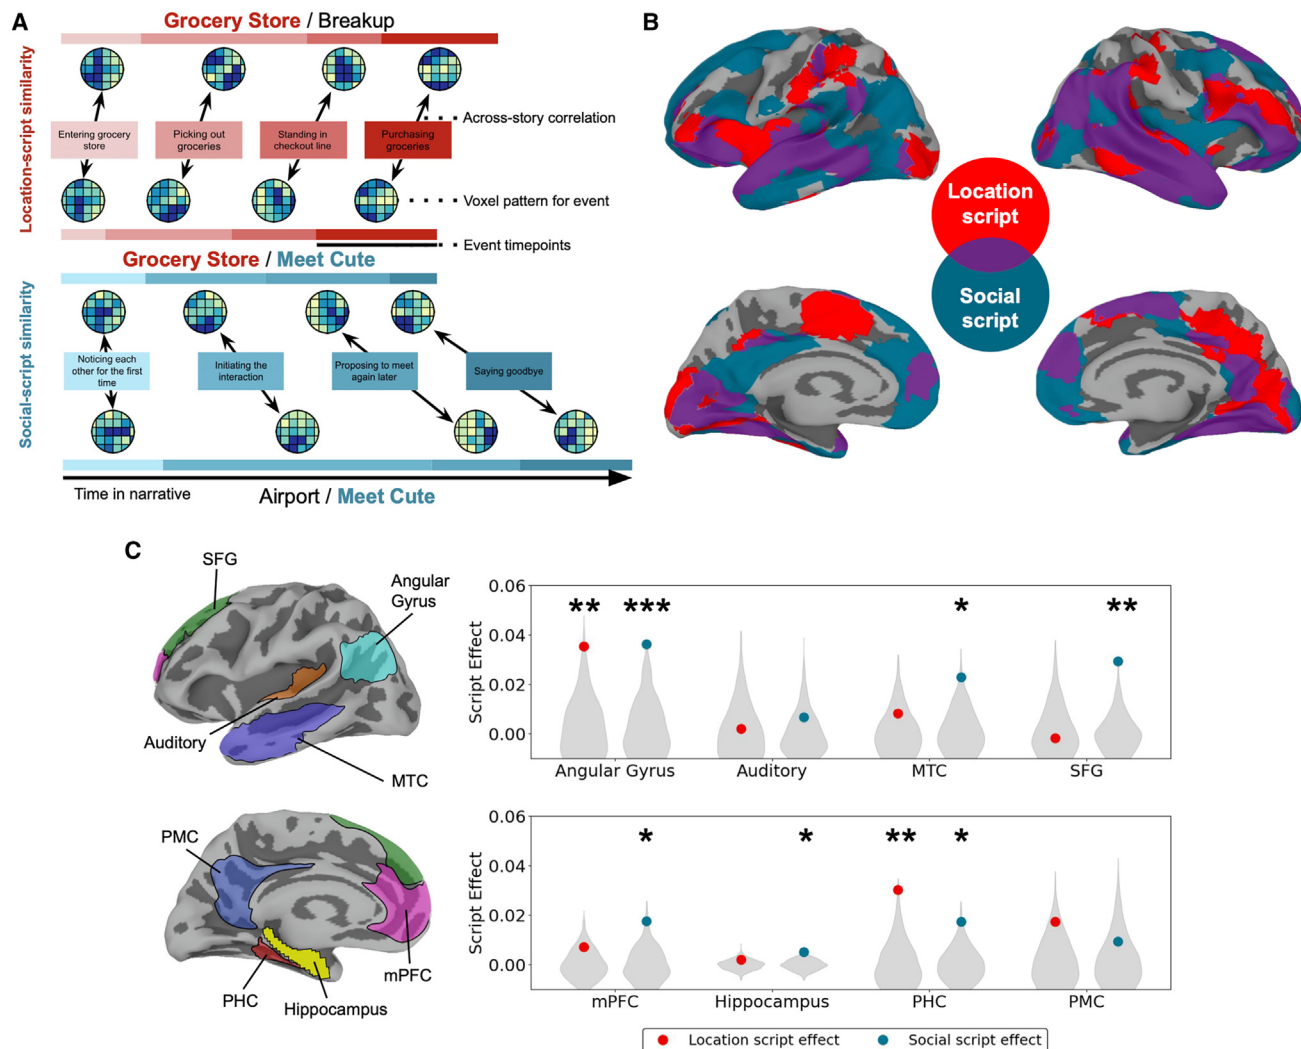 A
Grocery Store / Breakup
Location-script similarity
Entering grocery
store
Picking out
groceries
Standing in
checkout line
Purchasing
groceries
Across-story correlation
Voxel pattern for event
Event timepoints
Grocery Store / Meet Cute
Social-script similarity
Noticing each
other for the first
time
Initiating the
interaction
Proposing to meet
again later
Saying goodbye
Time in narrative
Airport / Meet Cute
B
Location
script
Social
script
C
SFG
Angular
Gyrus
Auditory
MTC
PMC
PHC
Hippocampus
mPFC
Script Effect
0.06
0.04
0.02
0.00
** *** * **
Angular Gyrus Auditory MTC SFG
Script Effect
0.06
0.04
0.02
0.00
* * ** *
mPFC Hippocampus PHC PMC
Location script effect Social script effect